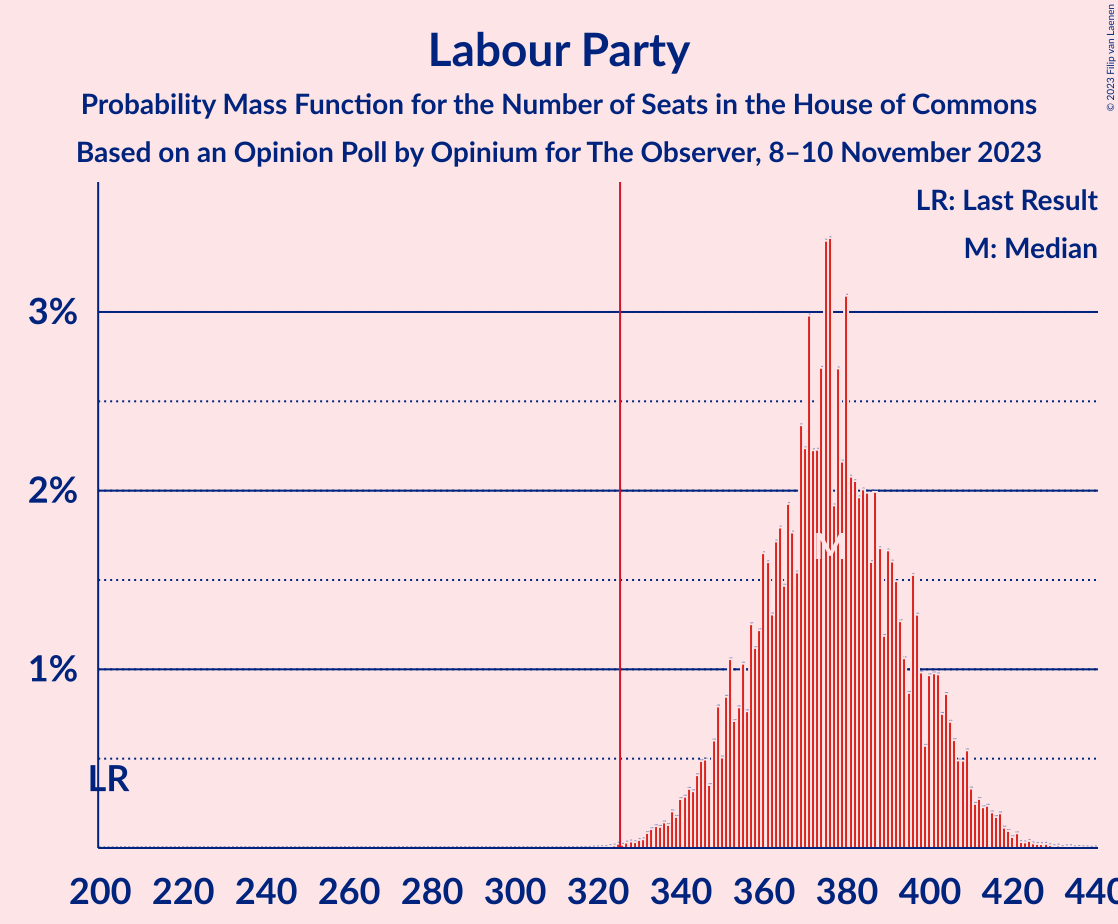 Labour Party
Probability Mass Function for the Number of Seats in the House of Commons
Based on an Opinion Poll by Opinium for The Observer, 8–10 November 2023
© 2023 Filip van Laenen
LR: Last Result
M: Median
3%
2%
1%
M
LR
200 220 240 260 280 300 320 340 360 380 400 420 440